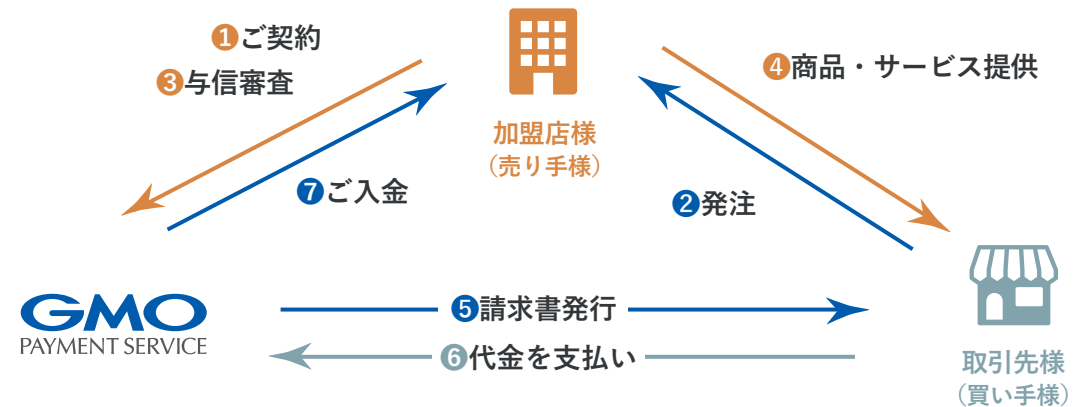 ❶ご契約
❸与信審査
加盟店様
（売り手様）
❹商品・サービス提供
❼ご入金
❷発注
GMO
PAYMENT SERVICE
❺請求書発行
❻代金を支払い
取引先様
（買い手様）